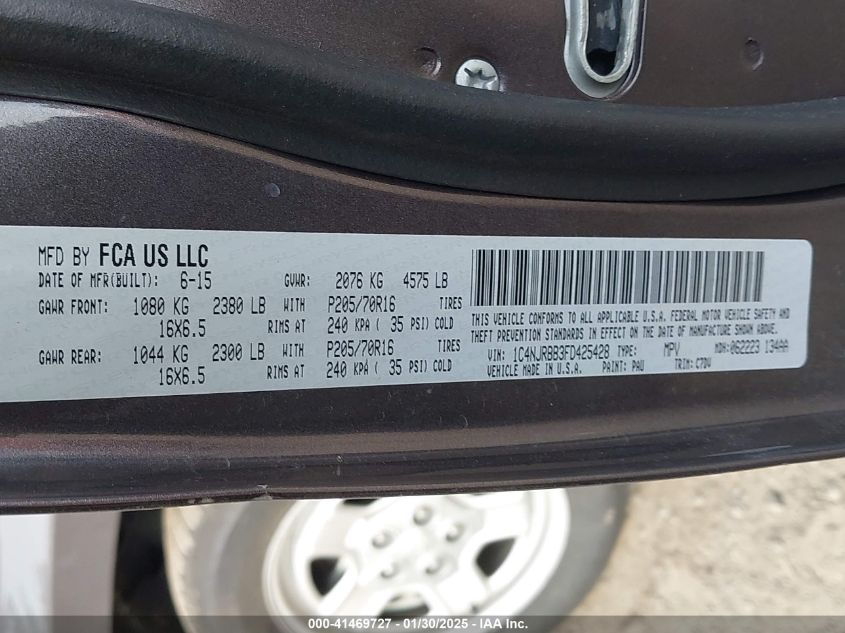 MFD BY FCA US LLC
DATE OF MFR(BUILT): 6-15 GVWR: 2076 KG 4575 LB
GAWR FRONT: 1080 KG 2380 LB WITH P205/70R16 TIRES
16X6.5 RIMS AT 240 KPA ( 35 PSI) COLD
GAWR REAR: 1044 KG 2300 LB WITH P205/70R16 TIRES
16X6.5 RIMS AT 240 KPA ( 35 PSI) COLD
THIS VEHICLE CONFORMS TO ALL APPLICABLE U.S.A. FEDERAL MOTOR VEHICLE SAFETY AND
THEFT PREVENTION STANDARDS IN EFFECT ON THE DATE OF MANUFACTURE SHOWN ABOVE.
VIN: 1C4NJRBB3FD425428 TYPE: MPV MDH:062223 134AA
VEHICLE MADE IN U.S.A. PAINT: PAU TRIM: C7DV
000-41469727 - 01/30/2025 - IAA Inc.